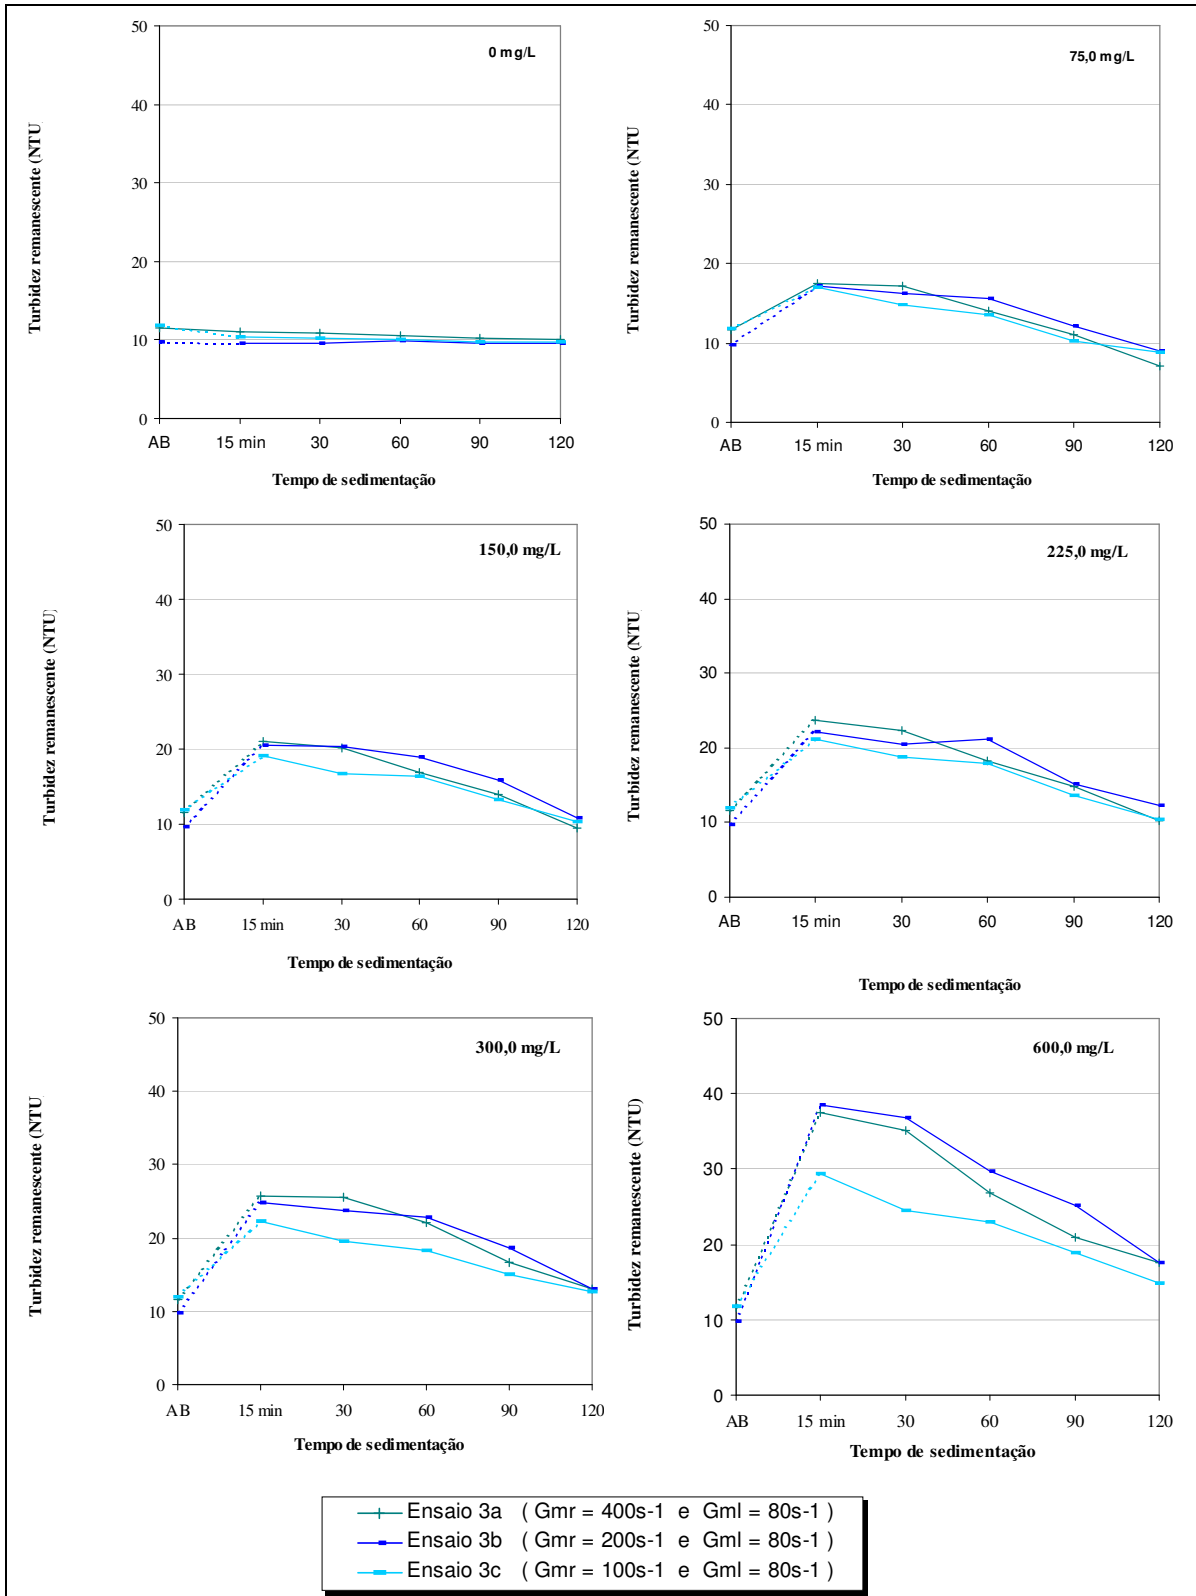 50
40
30
20
10
0
0 mg/L
Turbidez remanescente (NTU
AB 15 min 30 60 90 120
Tempo de sedimentação
50
40
30
20
10
0
75,0 mg/L
Turbidez remanescente (NTU
AB 15 min 30 60 90 120
Tempo de sedimentação
50
40
30
20
10
0
150,0 mg/L
Turbidez remanescente (NTU)
AB 15 min 30 60 90 120
Tempo de sedimentação
50
40
30
20
10
0
225,0 mg/L
Turbidez remanescente (NTU
AB 15 min 30 60 90 120
Tempo de sedimentação
50
40
30
20
10
0
300,0 mg/L
Turbidez remanescente (NTU
AB 15 min 30 60 90 120
Tempo de sedimentação
50
40
30
20
10
0
600,0 mg/L
Turbidez remanescente (NTU)
AB 15 min 30 60 90 120
Tempo de sedimentação
Ensaio 3a ( Gmr = 400s-1 e Gml = 80s-1 )
Ensaio 3b ( Gmr = 200s-1 e Gml = 80s-1 )
Ensaio 3c ( Gmr = 100s-1 e Gml = 80s-1 )